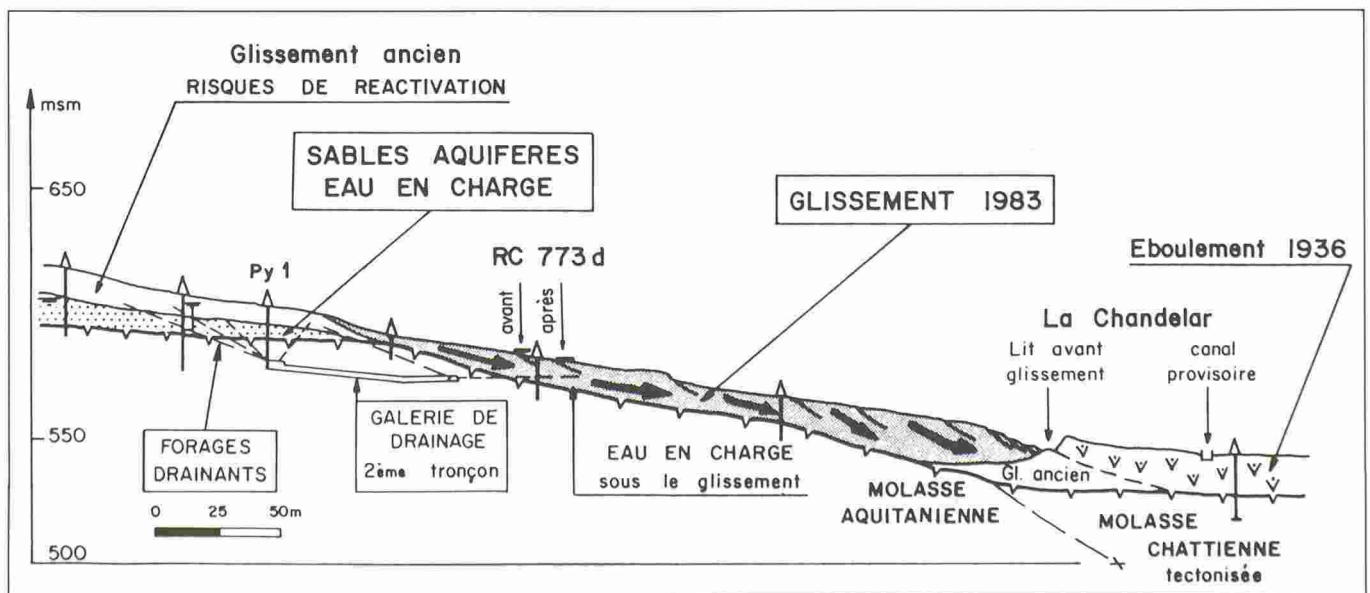 Glissement ancien
RISQUES DE REACTIVATION
msm
SABLES AQUIFERES
EAU EN CHARGE
650
GLISSEMENT 1983
RC 773 d
Eboulement 1936
Py 1
avant
après
La Chandelar
Lit avant
glissement
canal
provisoire
550
FORAGES
DRAINANTS
GALERIE DE
DRAINAGE
2ème tronçon
EAU EN CHARGE
sous le glissement
Gl. ancien
MOLASSE
AQUITANIENNE
MOLASSE
CHATTIENNE
tectonisée
0 25 50m
500